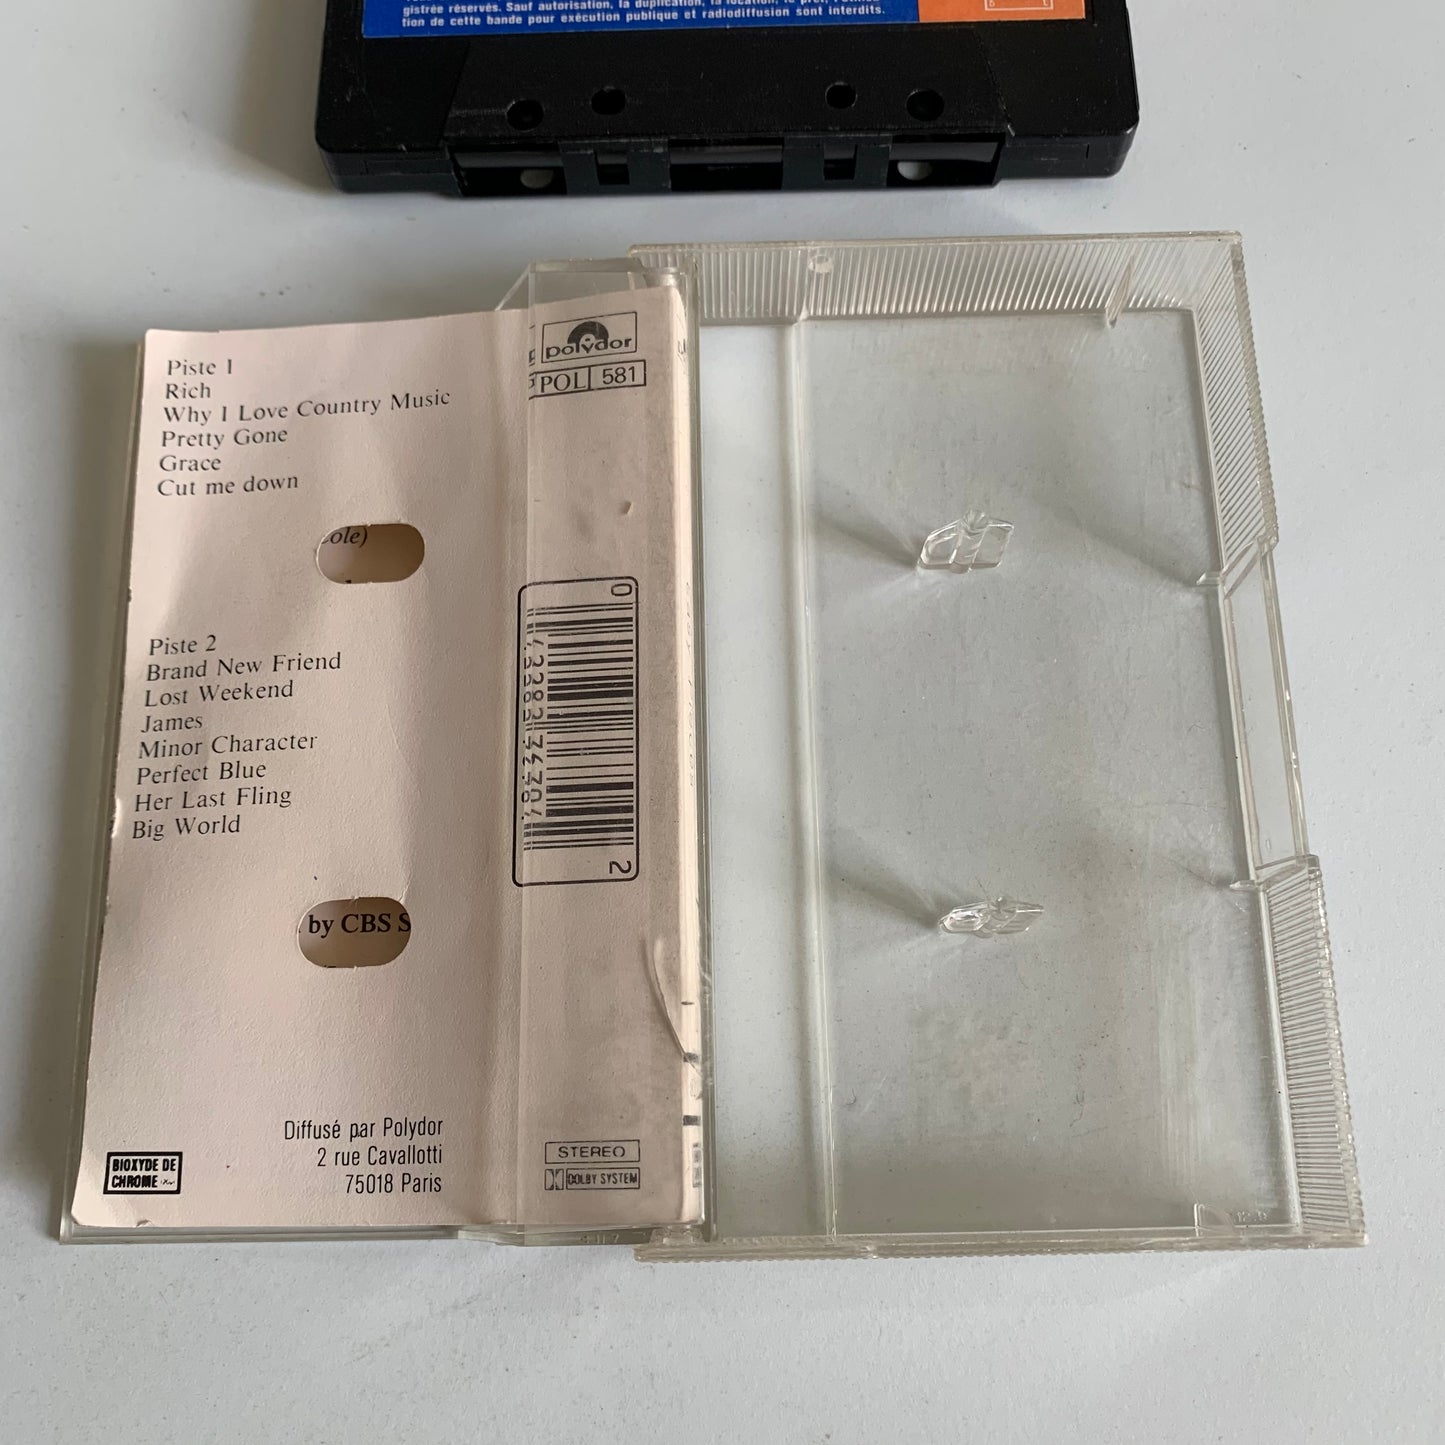 gistrée réservés. Sauf autorisation, la duplication, la location, le prêt, l'utilisa-
tion de cette bande pour exécution publique et radiodiffusion sont interdits.
Piste 1
Rich
Why I Love Country Music
Pretty Gone
Grace
Cut me down
Piste 2
Brand New Friend
Lost Weekend
James
Minor Character
Perfect Blue
Her Last Fling
Big World
by CBS S
Diffusé par Polydor
2 rue Cavallotti
75018 Paris
BIOXYDE DE
CHROME
polydor
POL 581
0
2
STEREO
DOLBY SYSTEM